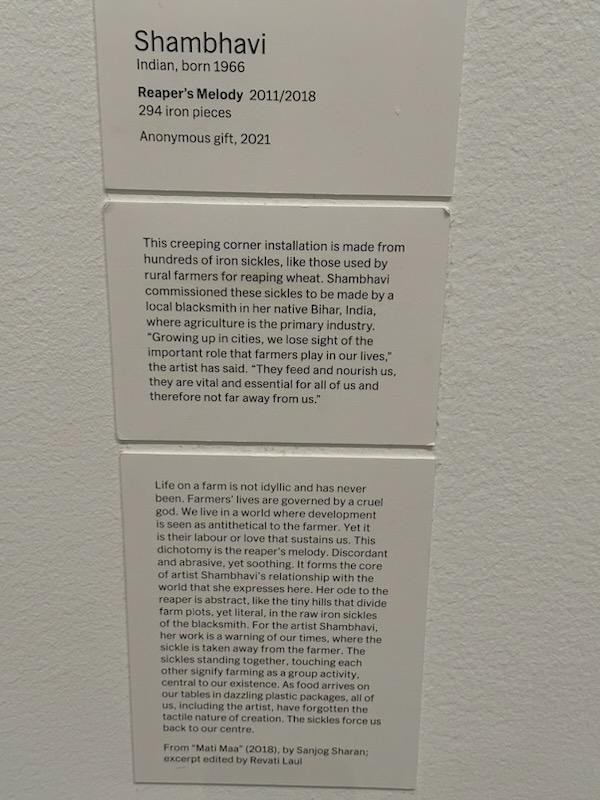 Shambhavi
Indian, born 1966
Reaper's Melody 2011/2018
294 iron pieces
Anonymous gift, 2021
This creeping corner installation is made from
hundreds of iron sickles, like those used by
rural farmers for reaping wheat. Shambhavi
commissioned these sickles to be made by a
local blacksmith in her native Bihar, India,
where agriculture is the primary industry.
“Growing up in cities, we lose sight of the
important role that farmers play in our lives,”
the artist has said. “They feed and nourish us,
they are vital and essential for all of us and
therefore not far away from us.”
Life on a farm is not idyllic and has never
been. Farmers’ lives are governed by a cruel
god. We live in a world where development
is seen as antithetical to the farmer. Yet it
is their labour or love that sustains us. This
dichotomy is the reaper’s melody. Discordant
and abrasive, yet soothing. It forms the core
of artist Shambhavi’s relationship with the
world that she expresses here. Her ode to the
reaper is abstract, like the tiny hills that divide
farm plots, yet literal, in the raw iron sickles
of the blacksmith. For the artist Shambhavi,
her work is a warning of our times, where the
sickle is taken away from the farmer. The
sickles standing together, touching each
other signify farming as a group activity,
central to our existence. As food arrives on
our tables in dazzling plastic packages, all of
us, including the artist, have forgotten the
tactile nature of creation. The sickles force us
back to our centre.
From “Mati Maa” (2018), by Sanjog Sharan;
excerpt edited by Revati Laul